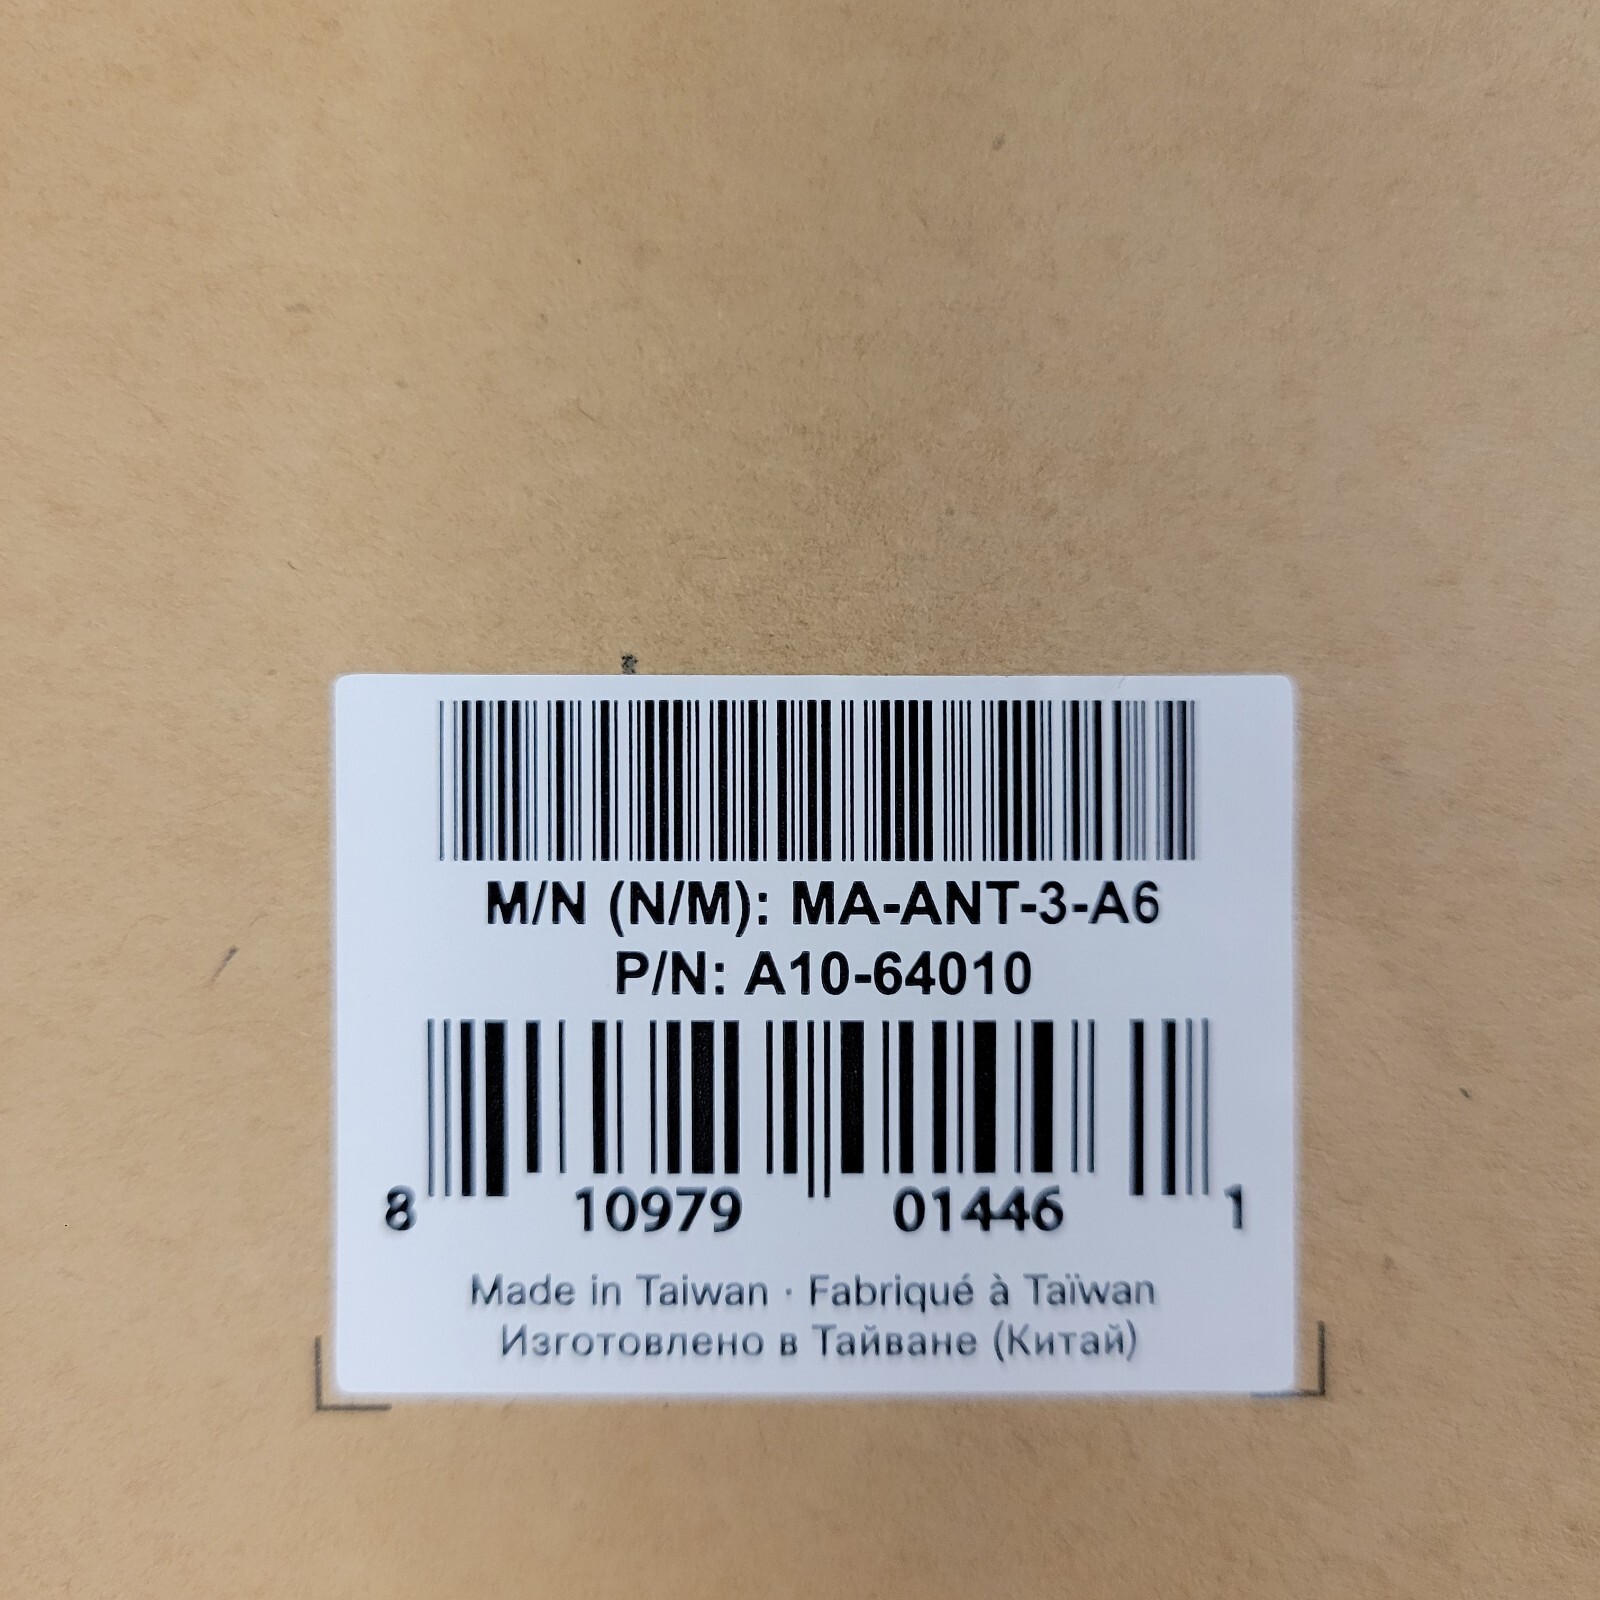 M/N (N/M): MA-ANT-3-A6
P/N: A10-64010
8 10979 01446 1
Made in Taiwan · Fabriqué à Taïwan
Изготовлено в Тайване (Китай)